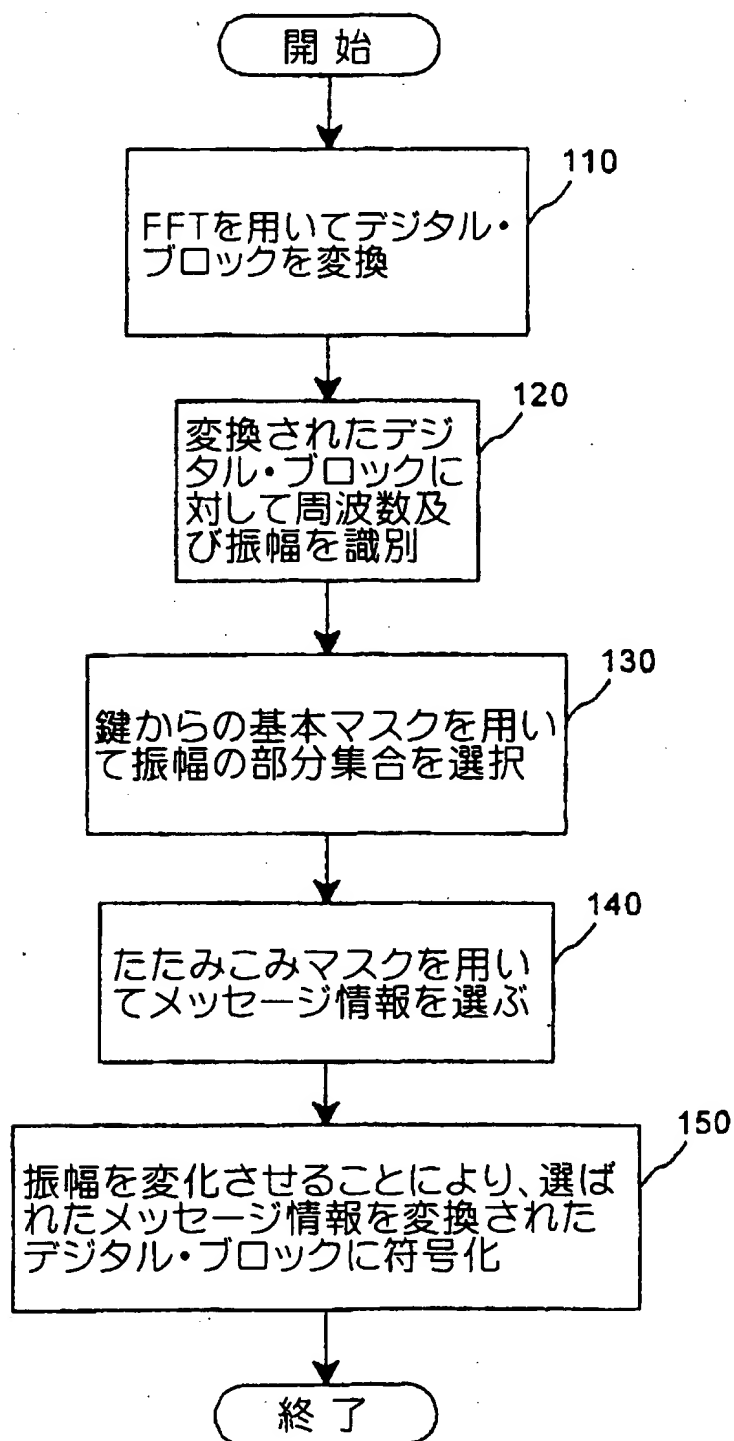 開始
110
FFTを用いてデジタル・
ブロックを変換
120
変換されたデジ
タル・ブロックに
対して周波数及
び振幅を識別
130
鍵からの基本マスクを用い
て振幅の部分集合を選択
140
たたみこみマスクを用い
てメッセージ情報を選ぶ
150
振幅を変化させることにより、選ば
れたメッセージ情報を変換された
デジタル・ブロックに符号化
終了